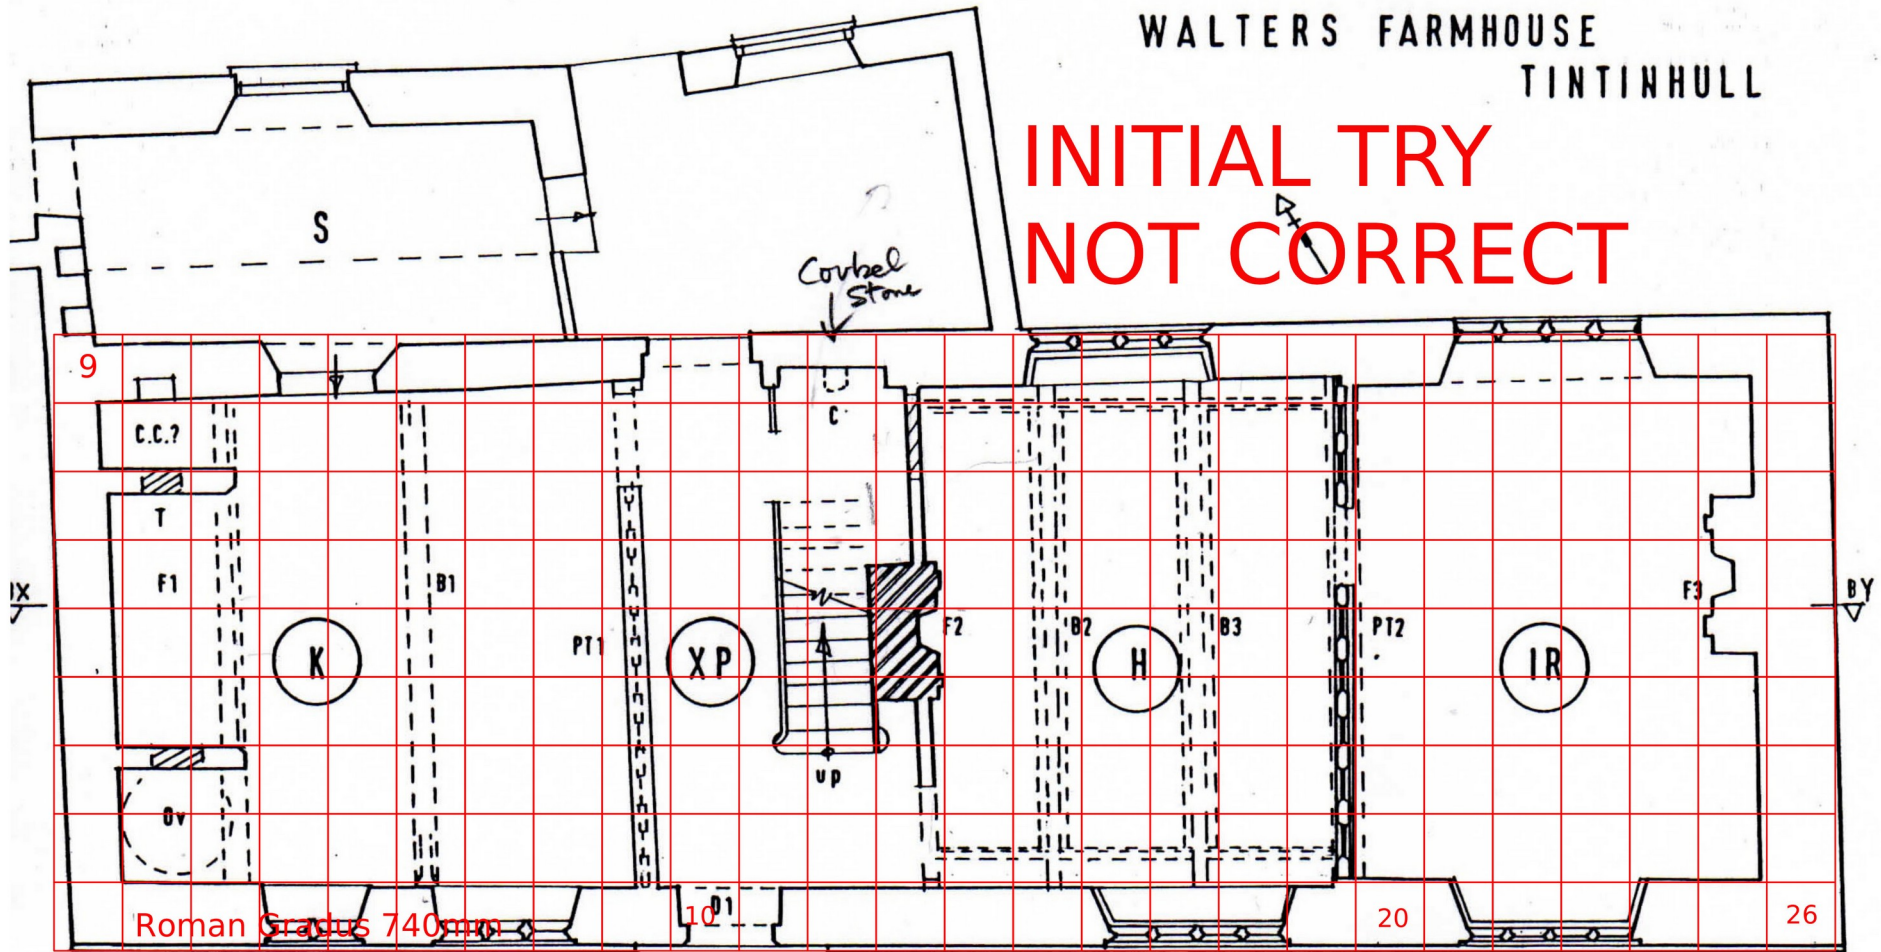 WALTERS FARMHOUSE
TINTINHULL
INITIAL TRY
NOT CORRECT
S
Corbel
Stone
9
C.C.?
C
T
F1
B1
F2
B2
B3
PT1
PT2
F3
BY
K
XP
H
IR
up
Ov
D1
Roman Gradus 740mm
10
20
26